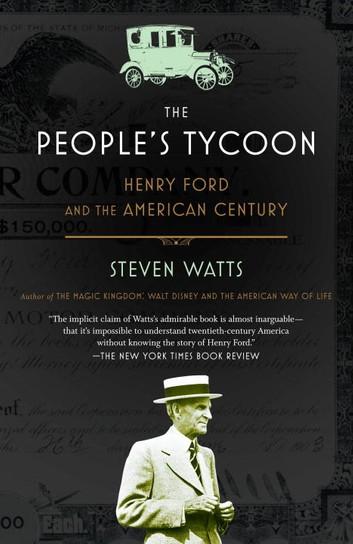 THE
PEOPLE'S TYCOON
HENRY FORD
AND THE AMERICAN CENTURY
STEVEN WATTS
Author of THE MAGIC KINGDOM: WALT DISNEY AND THE AMERICAN WAY OF LIFE
“The implicit claim of Watts's admirable book is almost inarguable—
that it's impossible to understand twentieth-century America
without knowing the story of Henry Ford.”
—THE NEW YORK TIMES BOOK REVIEW
$150,000.
Each